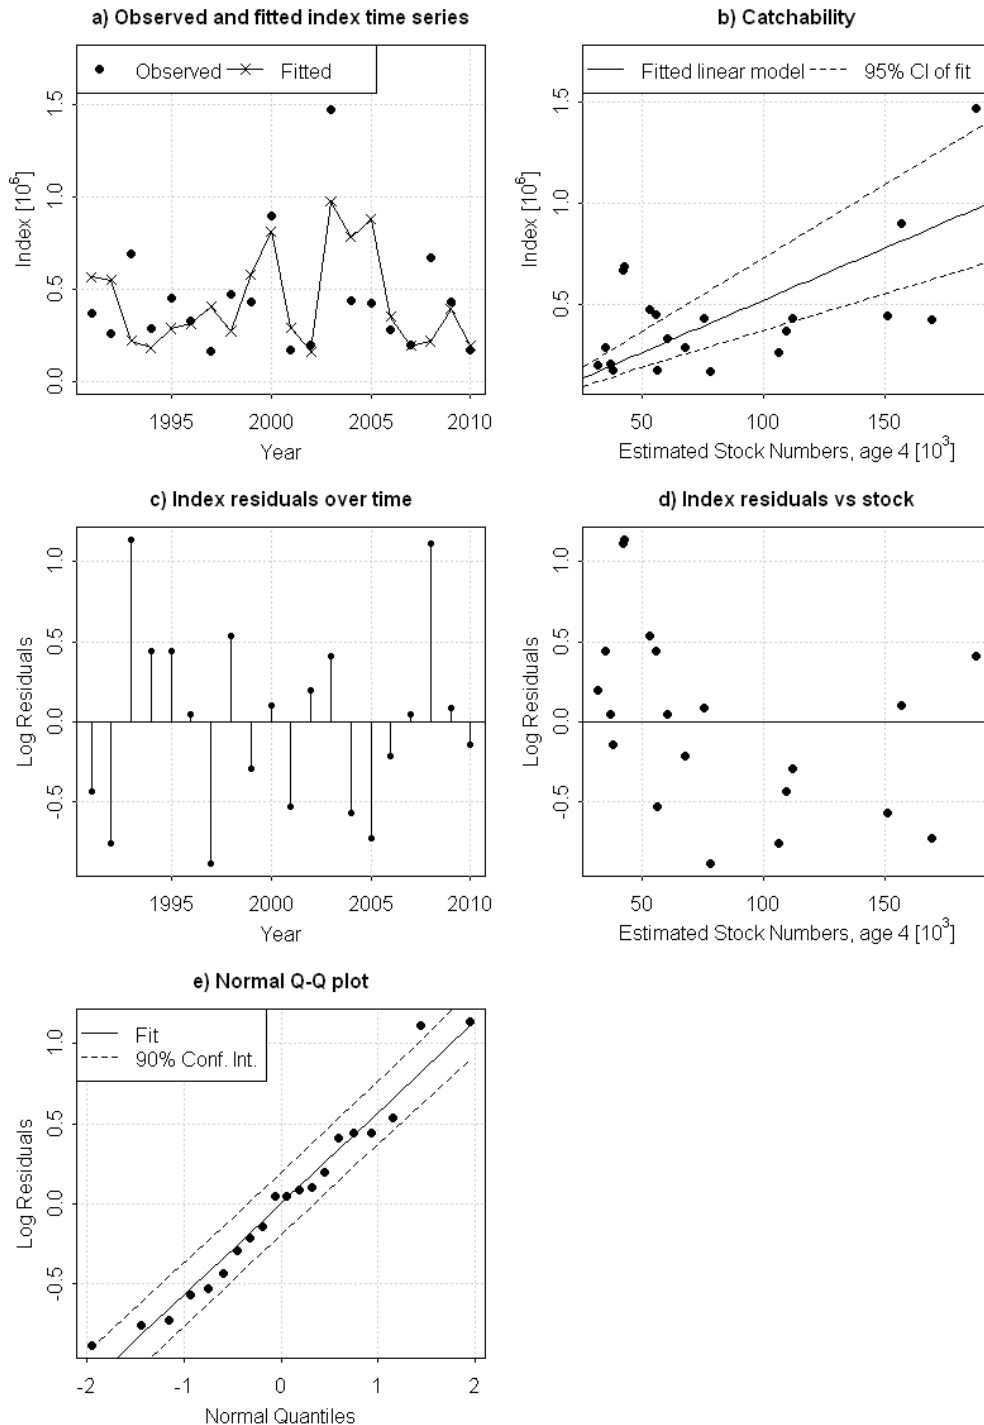 a) Observed and fitted index time series
Observed Fitted
Index [10^6]
0.0 0.5 1.0 1.5
1995 2000 2005 2010
Year
b) Catchability
Fitted linear model 95% CI of fit
Index [10^6]
0.5 1.0 1.5
50 100 150
Estimated Stock Numbers, age 4 [10^3]
c) Index residuals over time
Log Residuals
-0.5 0.0 0.5 1.0
1995 2000 2005 2010
Year
d) Index residuals vs stock
Log Residuals
-0.5 0.0 0.5 1.0
50 100 150
Estimated Stock Numbers, age 4 [10^3]
e) Normal Q-Q plot
Fit
90% Conf. Int.
Log Residuals
-0.5 0.0 0.5 1.0
-2 -1 0 1 2
Normal Quantiles